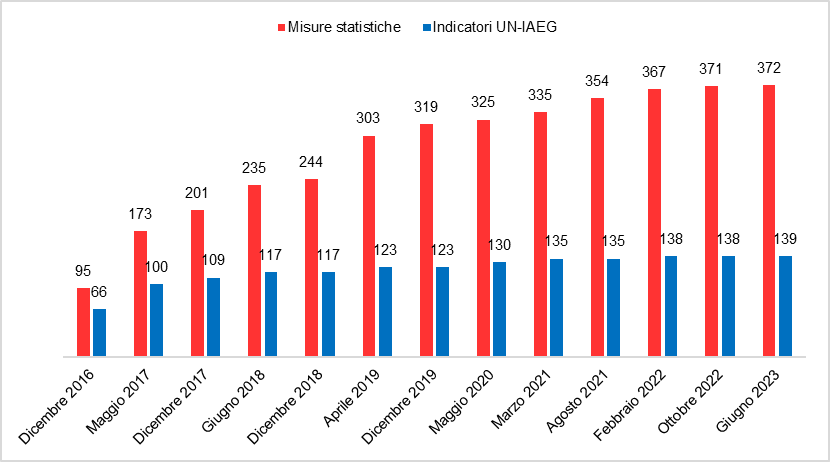 Misure statistiche Indicatori UN-IAEG
95 173 201 235 244 303 319 325 335 354 367 371 372
66 100 109 117 117 123 123 130 135 135 138 138 139
Dicembre 2016
Maggio 2017
Dicembre 2017
Giugno 2018
Dicembre 2018
Aprile 2019
Dicembre 2019
Maggio 2020
Marzo 2021
Agosto 2021
Febbraio 2022
Ottobre 2022
Giugno 2023